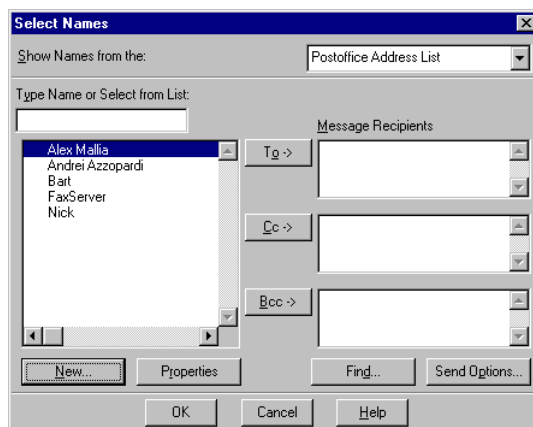 Select Names
Show Names from the:
Postoffice Address List
Type Name or Select from List:
Message Recipients
Alex Mallia
Andrei Azzopardi
Bart
FaxServer
Nick
To ->
Cc ->
Bcc ->
New...
Properties
Find...
Send Options...
OK
Cancel
Help